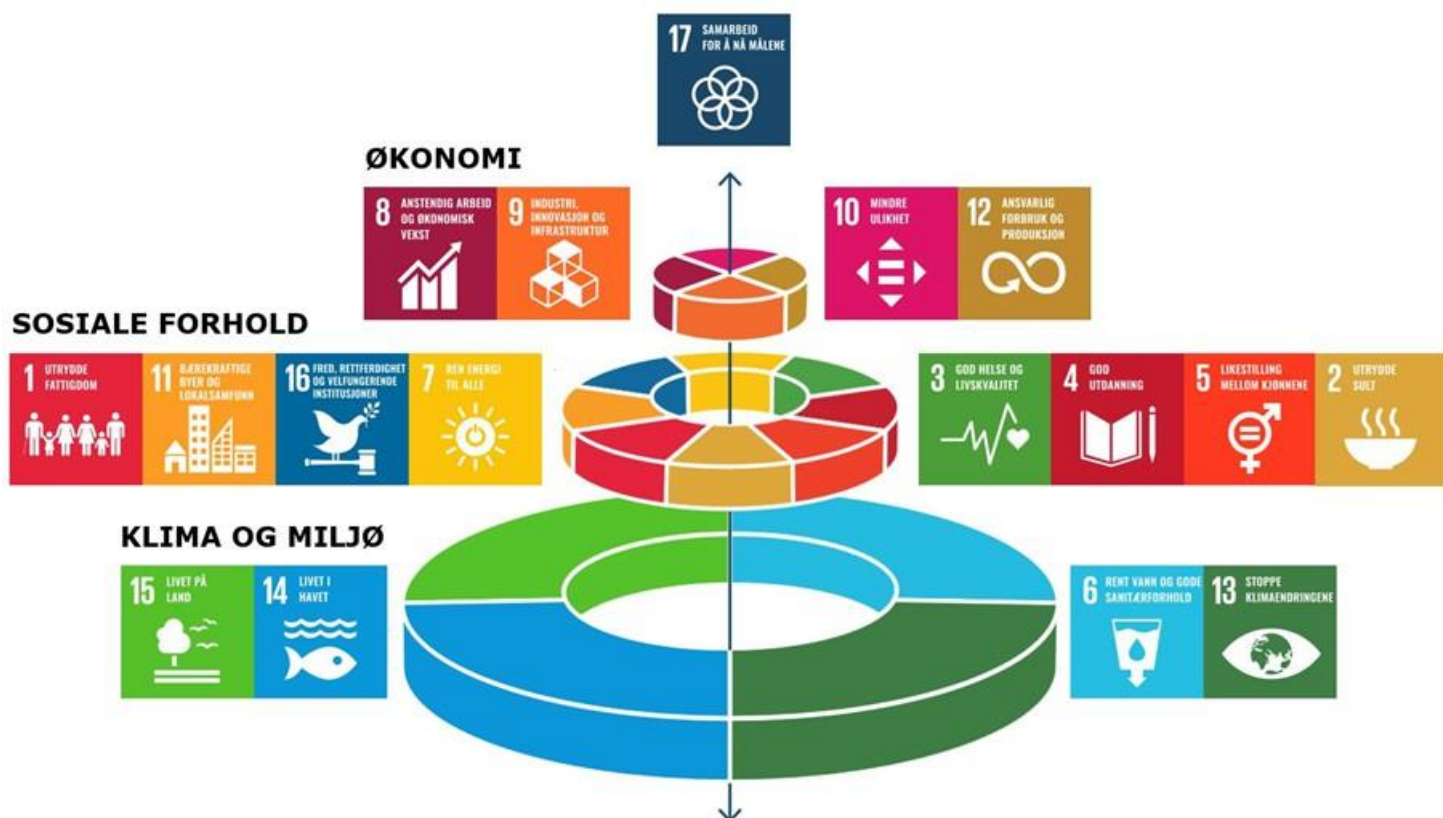 17 SAMARBEID
FOR Å NÅ MÅLENE
ØKONOMI
8 ANSTENDIG ARBEID
OG ØKONOMISK
VEKST
9 INDUSTRI,
INNOVASJON OG
INFRASTRUKTUR
10 MINDRE
ULIKHET
12 ANSVARLIG
FORBRUK OG
PRODUKSJON
SOSIALE FORHOLD
1 UTRYDDE
FATTIGDOM
11 BÆREKRAFTIGE
BYER OG
LOKALSAMFUNN
16 FRED, RETTFERDIGHET
OG VELFUNGERENDE
INSTITUSJONER
7 REN ENERGI
TIL ALLE
3 GOD HELSE OG
LIVSKVALITET
4 GOD
UTDANNING
5 LIKESTILLING
MELLOM KJØNNENE
2 UTRYDDE
SULT
KLIMA OG MILJØ
15 LIVET PÅ
LAND
14 LIVET I
HAVET
6 RENT VANN OG GODE
SANITÆRFORHOLD
13 STOPPE
KLIMAENDRINGENE